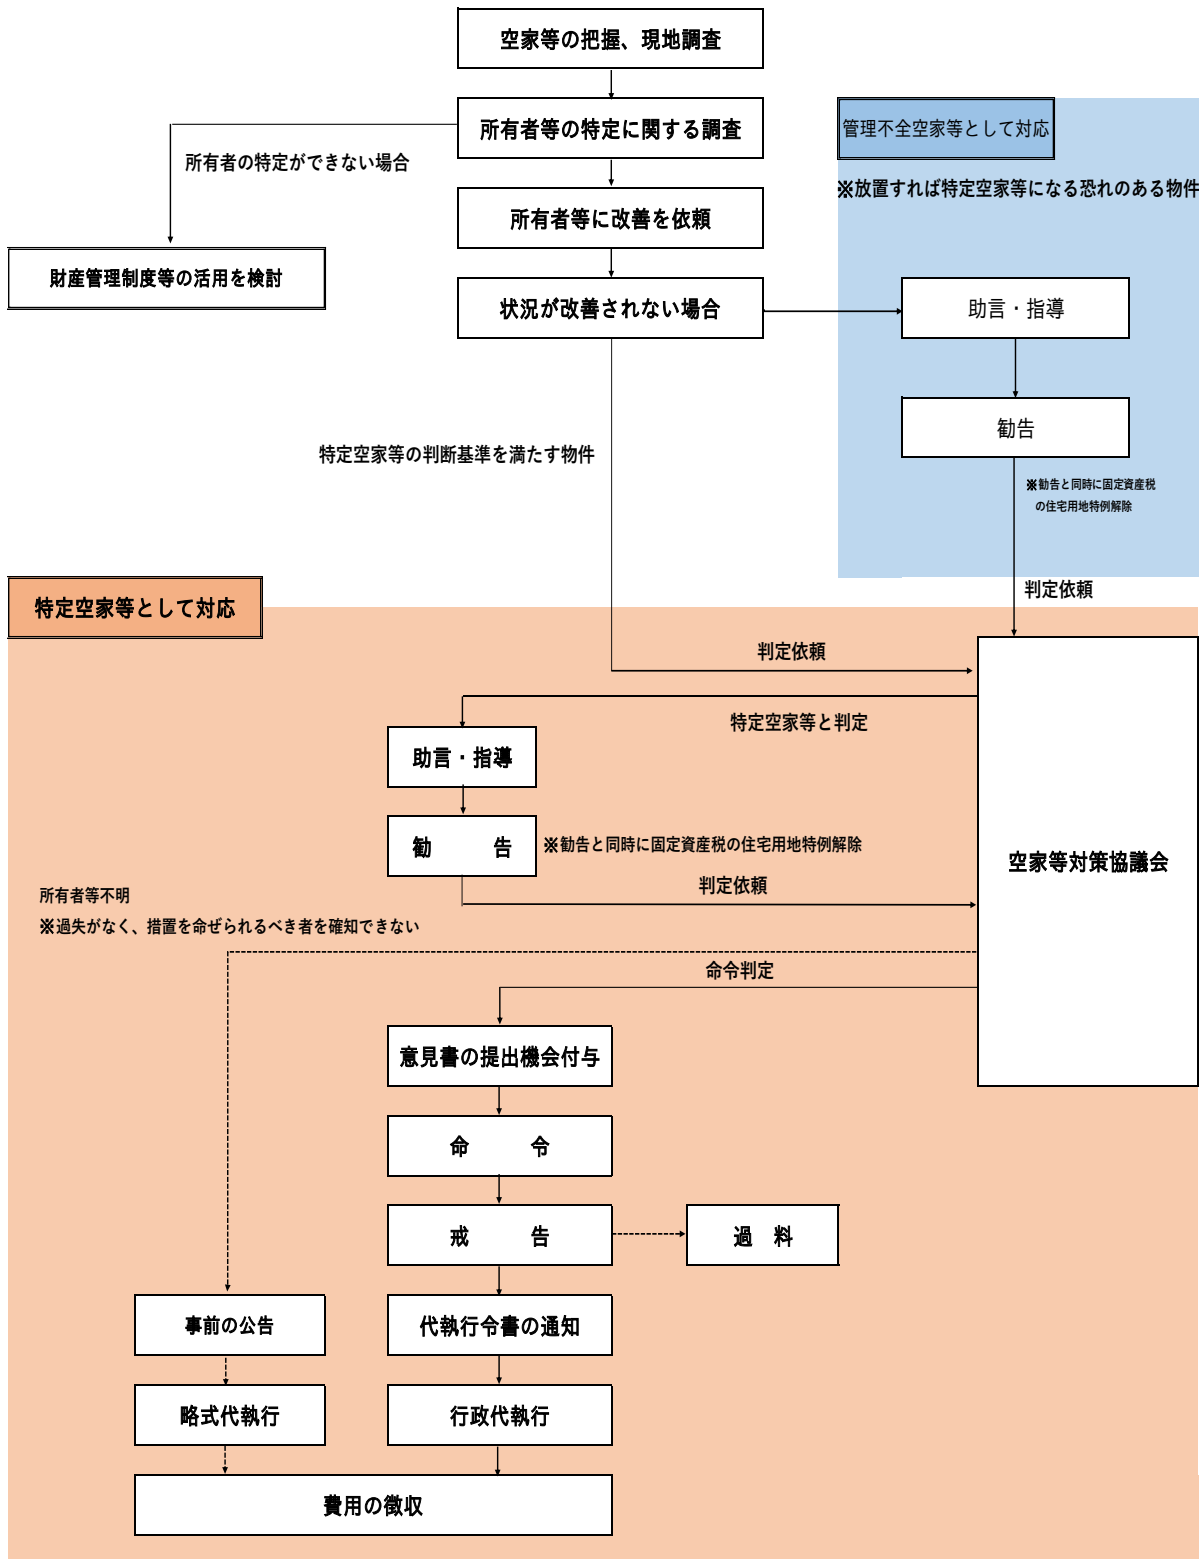 空家等の把握、現地調査
所有者等の特定に関する調査
管理不全空家等として対応
所有者の特定ができない場合
※放置すれば特定空家等になる恐れのある物件
所有者等に改善を依頼
財産管理制度等の活用を検討
状況が改善されない場合
助言・指導
勧告
特定空家等の判断基準を満たす物件
※勧告と同時に固定資産税
の住宅用地特例解除
判定依頼
特定空家等として対応
判定依頼
特定空家等と判定
助言・指導
勧　　　告
※勧告と同時に固定資産税の住宅用地特例解除
空家等対策協議会
判定依頼
所有者等不明
※過失がなく、措置を命ぜられるべき者を確知できない
命令判定
意見書の提出機会付与
命　　　令
戒　　　告
過　料
事前の公告
代執行令書の通知
略式代執行
行政代執行
費用の徴収